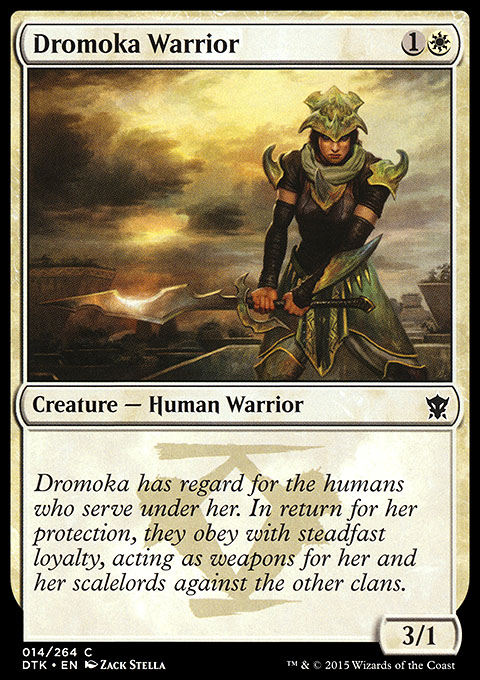 Dromoka Warrior 1
Creature — Human Warrior
Dromoka has regard for the humans
who serve under her. In return for her
protection, they obey with steadfast
loyalty, acting as weapons for her and
her scalelords against the other clans.
3/1
014/264 C
DTK • EN Zack Stella
™ & © 2015 Wizards of the Coast